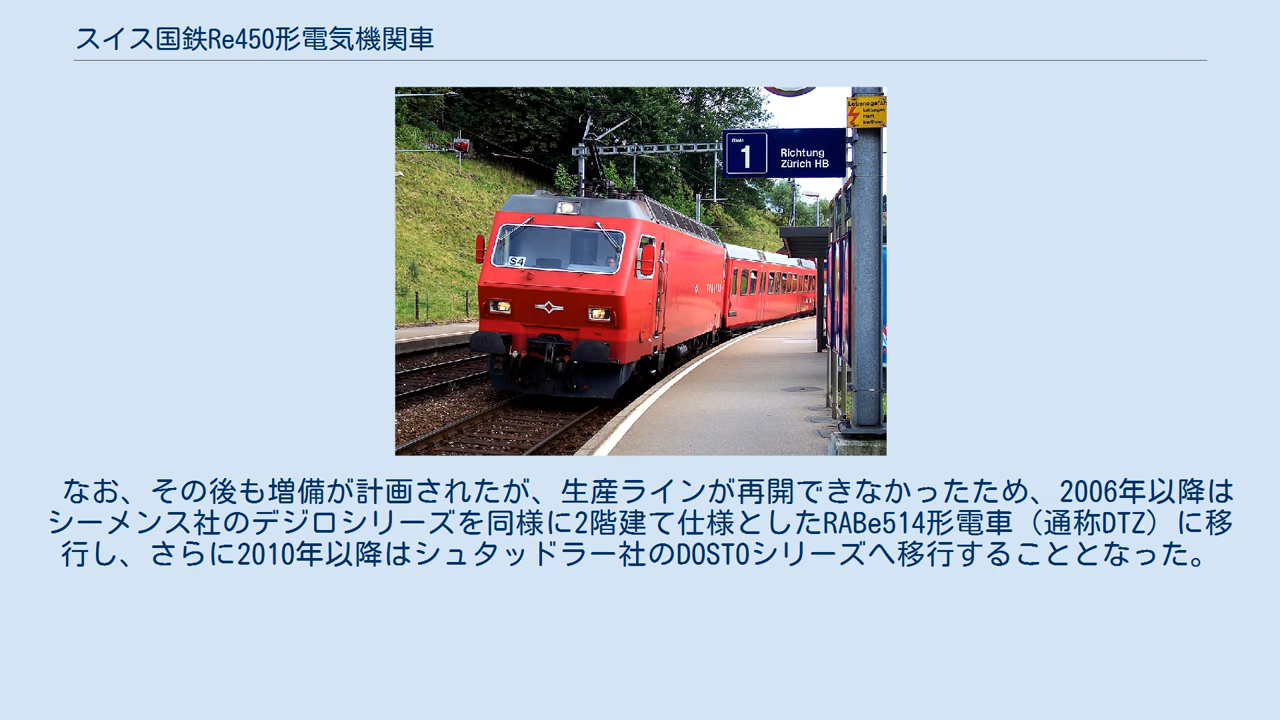 スイス国鉄Re450形電気機関車
Gleis
1
Richtung
Zürich HB
Lebensgefahr
Leitungen
nicht
berühren
S4
なお、その後も増備が計画されたが、生産ラインが再開できなかったため、2006年以降は
シーメンス社のデジロシリーズを同様に2階建て仕様としたRABe514形電車（通称DTZ）に移
行し、さらに2010年以降はシュタッドラー社のDOSTOシリーズへ移行することとなった。